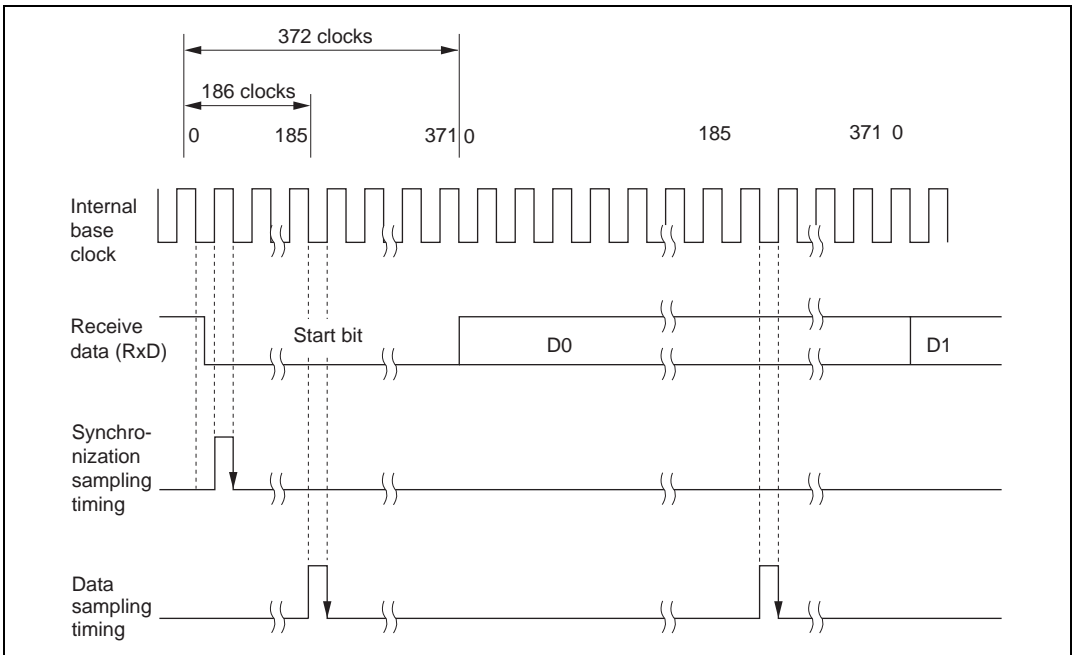 372 clocks
186 clocks
0 185 371 0 185 371 0
Internal
base
clock
Receive
data (RxD)
Start bit
D0
D1
Synchro-
nization
sampling
timing
Data
sampling
timing